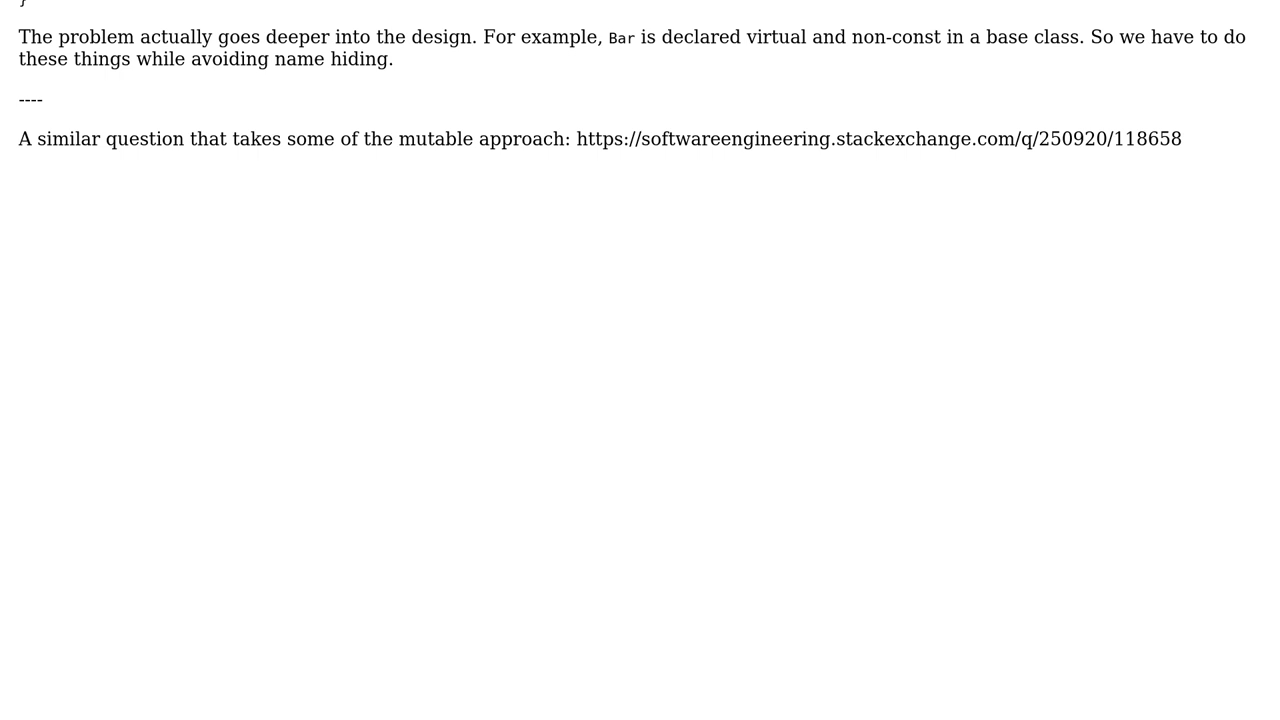 }
The problem actually goes deeper into the design. For example, Bar is declared virtual and non-const in a base class. So we have to do
these things while avoiding name hiding.
----
A similar question that takes some of the mutable approach: https://softwareengineering.stackexchange.com/q/250920/118658